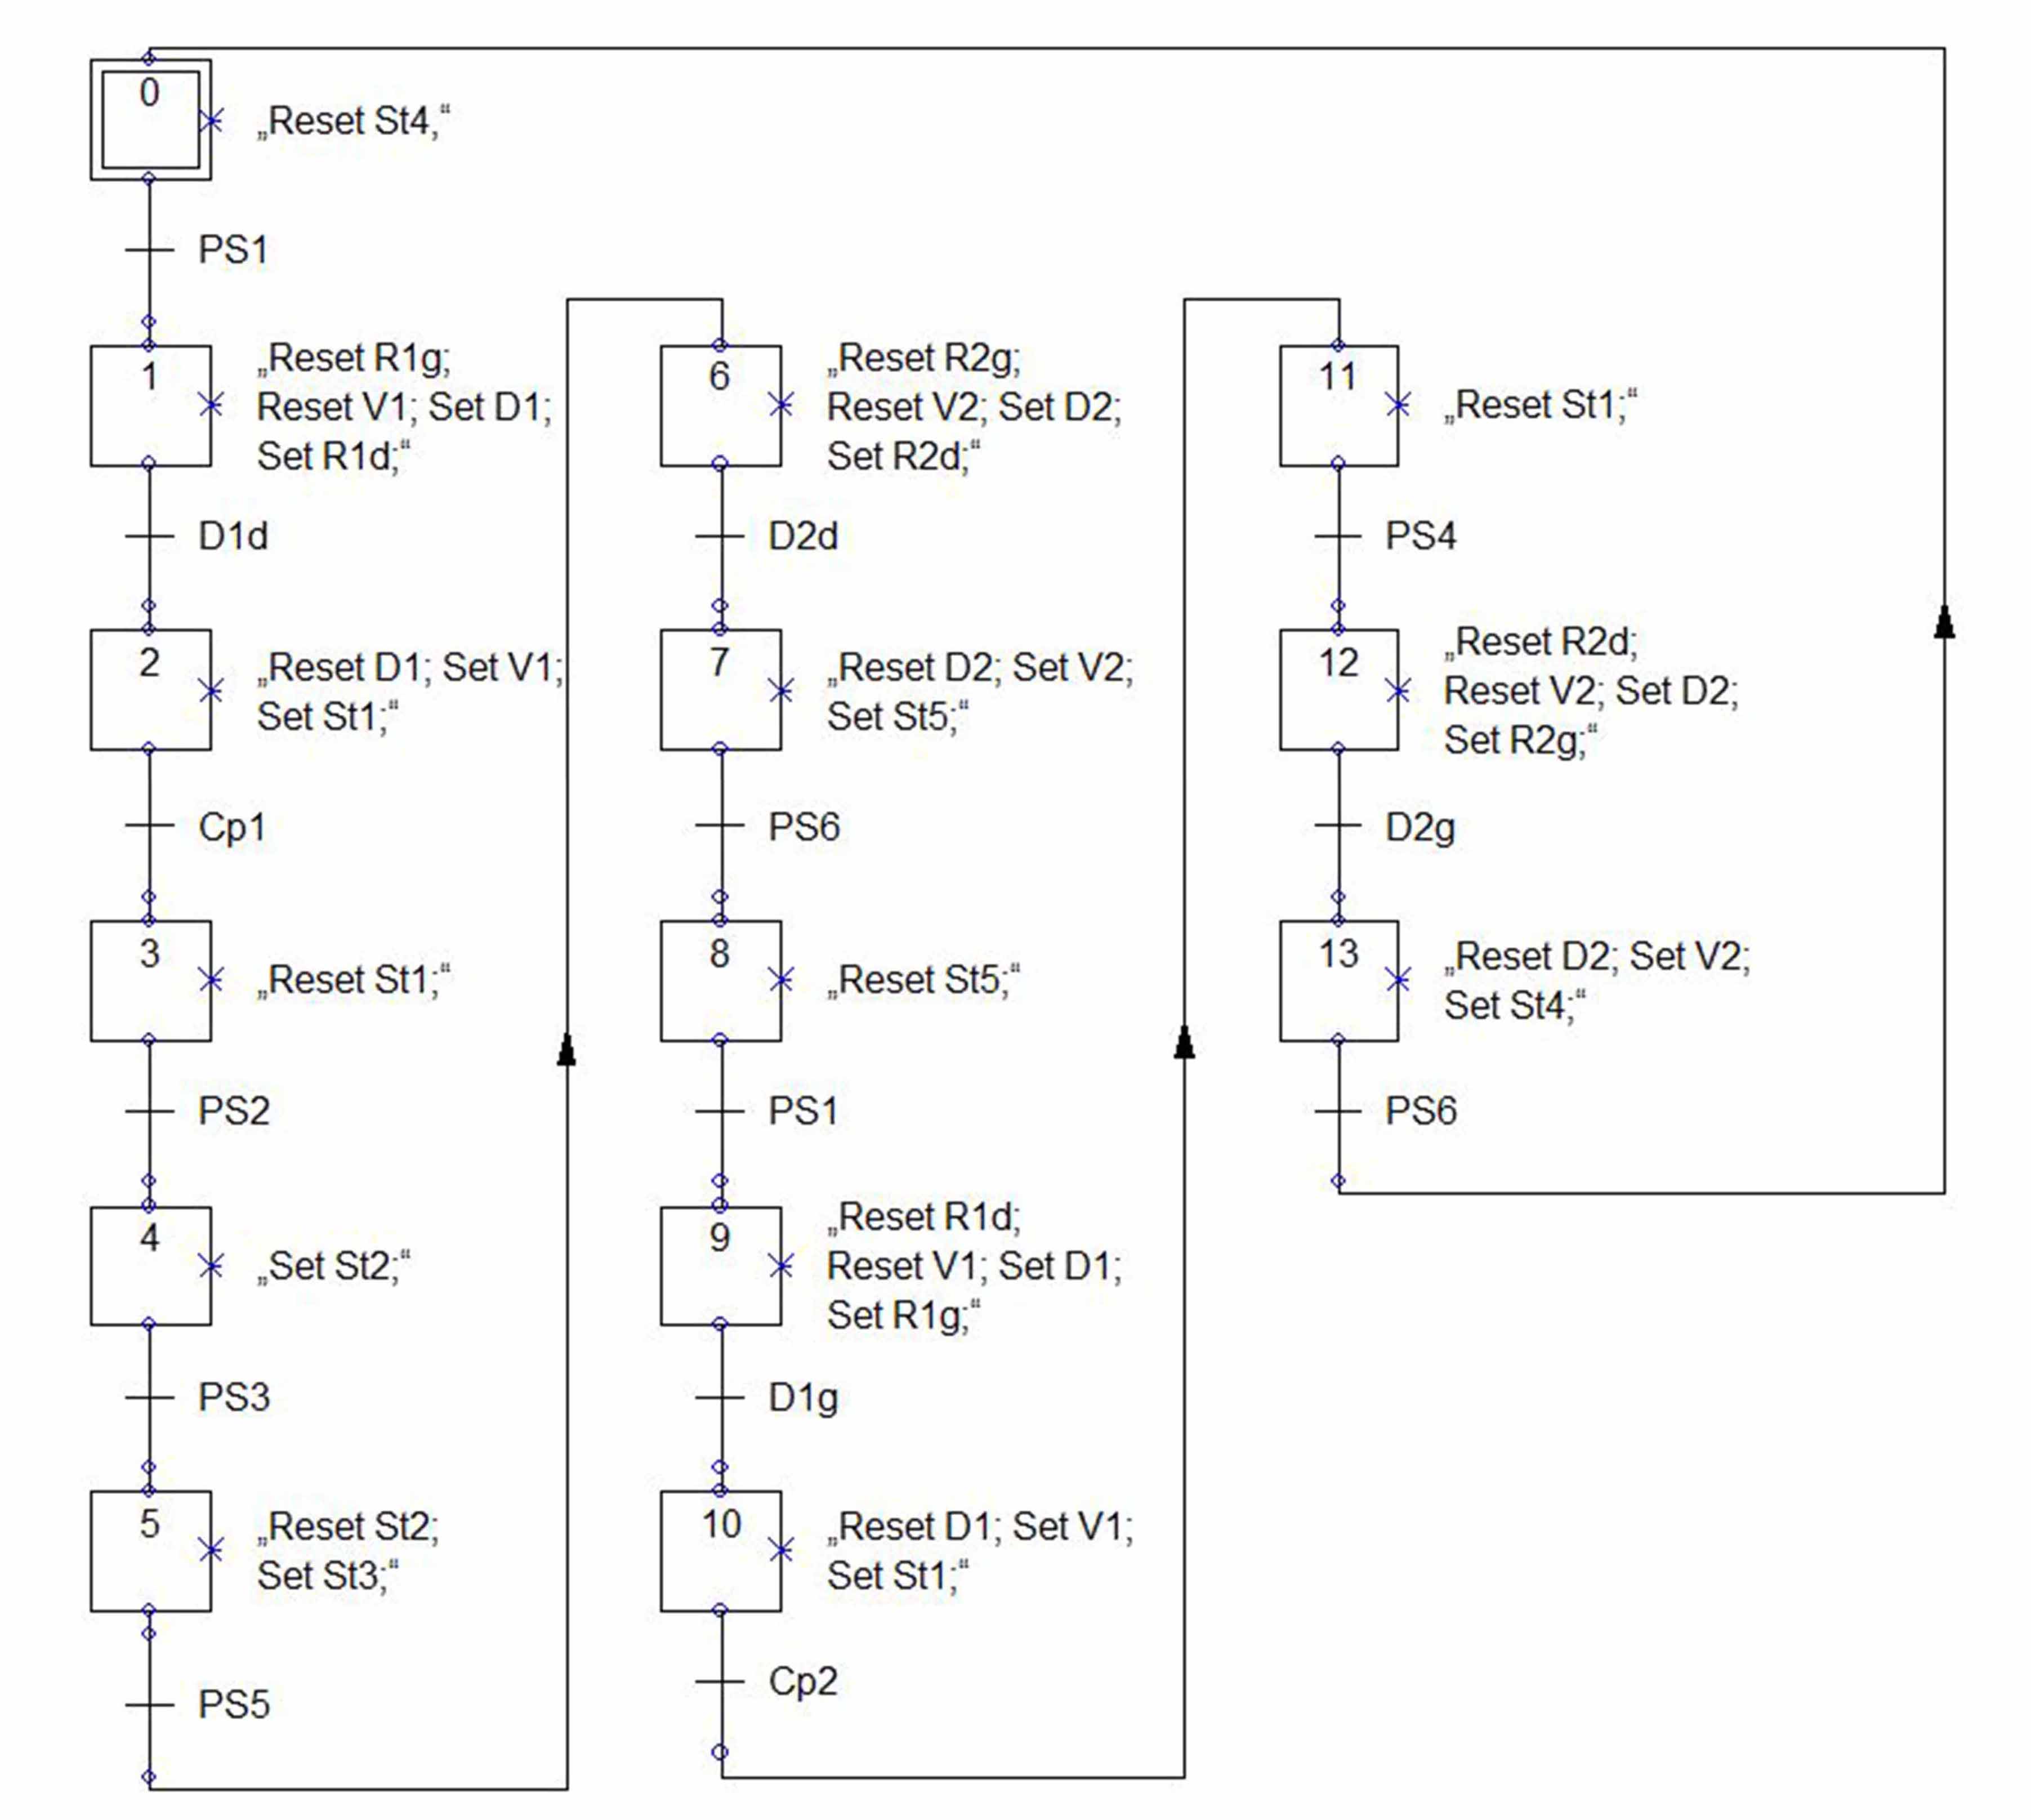 0
„Reset St4,“
PS1
1
„Reset R1g;
Reset V1; Set D1;
Set R1d;“
D1d
2
„Reset D1; Set V1;
Set St1;“
Cp1
3
„Reset St1;“
PS2
4
„Set St2;“
PS3
5
„Reset St2;
Set St3;“
PS5
6
„Reset R2g;
Reset V2; Set D2;
Set R2d;“
D2d
7
„Reset D2; Set V2;
Set St5;“
PS6
8
„Reset St5;“
PS1
9
„Reset R1d;
Reset V1; Set D1;
Set R1g;“
D1g
10
„Reset D1; Set V1;
Set St1;“
Cp2
11
„Reset St1;“
PS4
12
„Reset R2d;
Reset V2; Set D2;
Set R2g;“
D2g
13
„Reset D2; Set V2;
Set St4;“
PS6